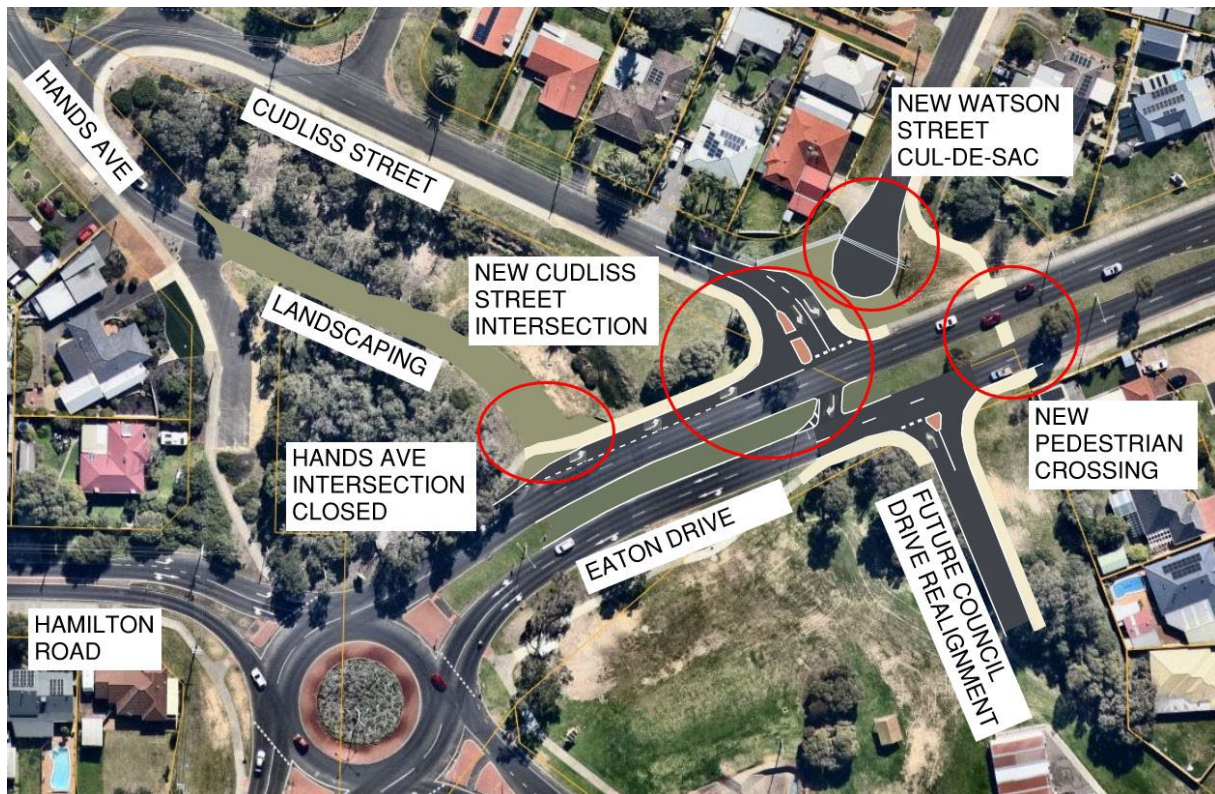 HANDS AVE
CUDLISS STREET
NEW WATSON
STREET
CUL-DE-SAC
NEW CUDLISS
STREET
INTERSECTION
LANDSCAPING
HANDS AVE
INTERSECTION
CLOSED
NEW
PEDESTRIAN
CROSSING
EATON DRIVE
FUTURE COUNCIL
DRIVE REALIGNMENT
HAMILTON
ROAD